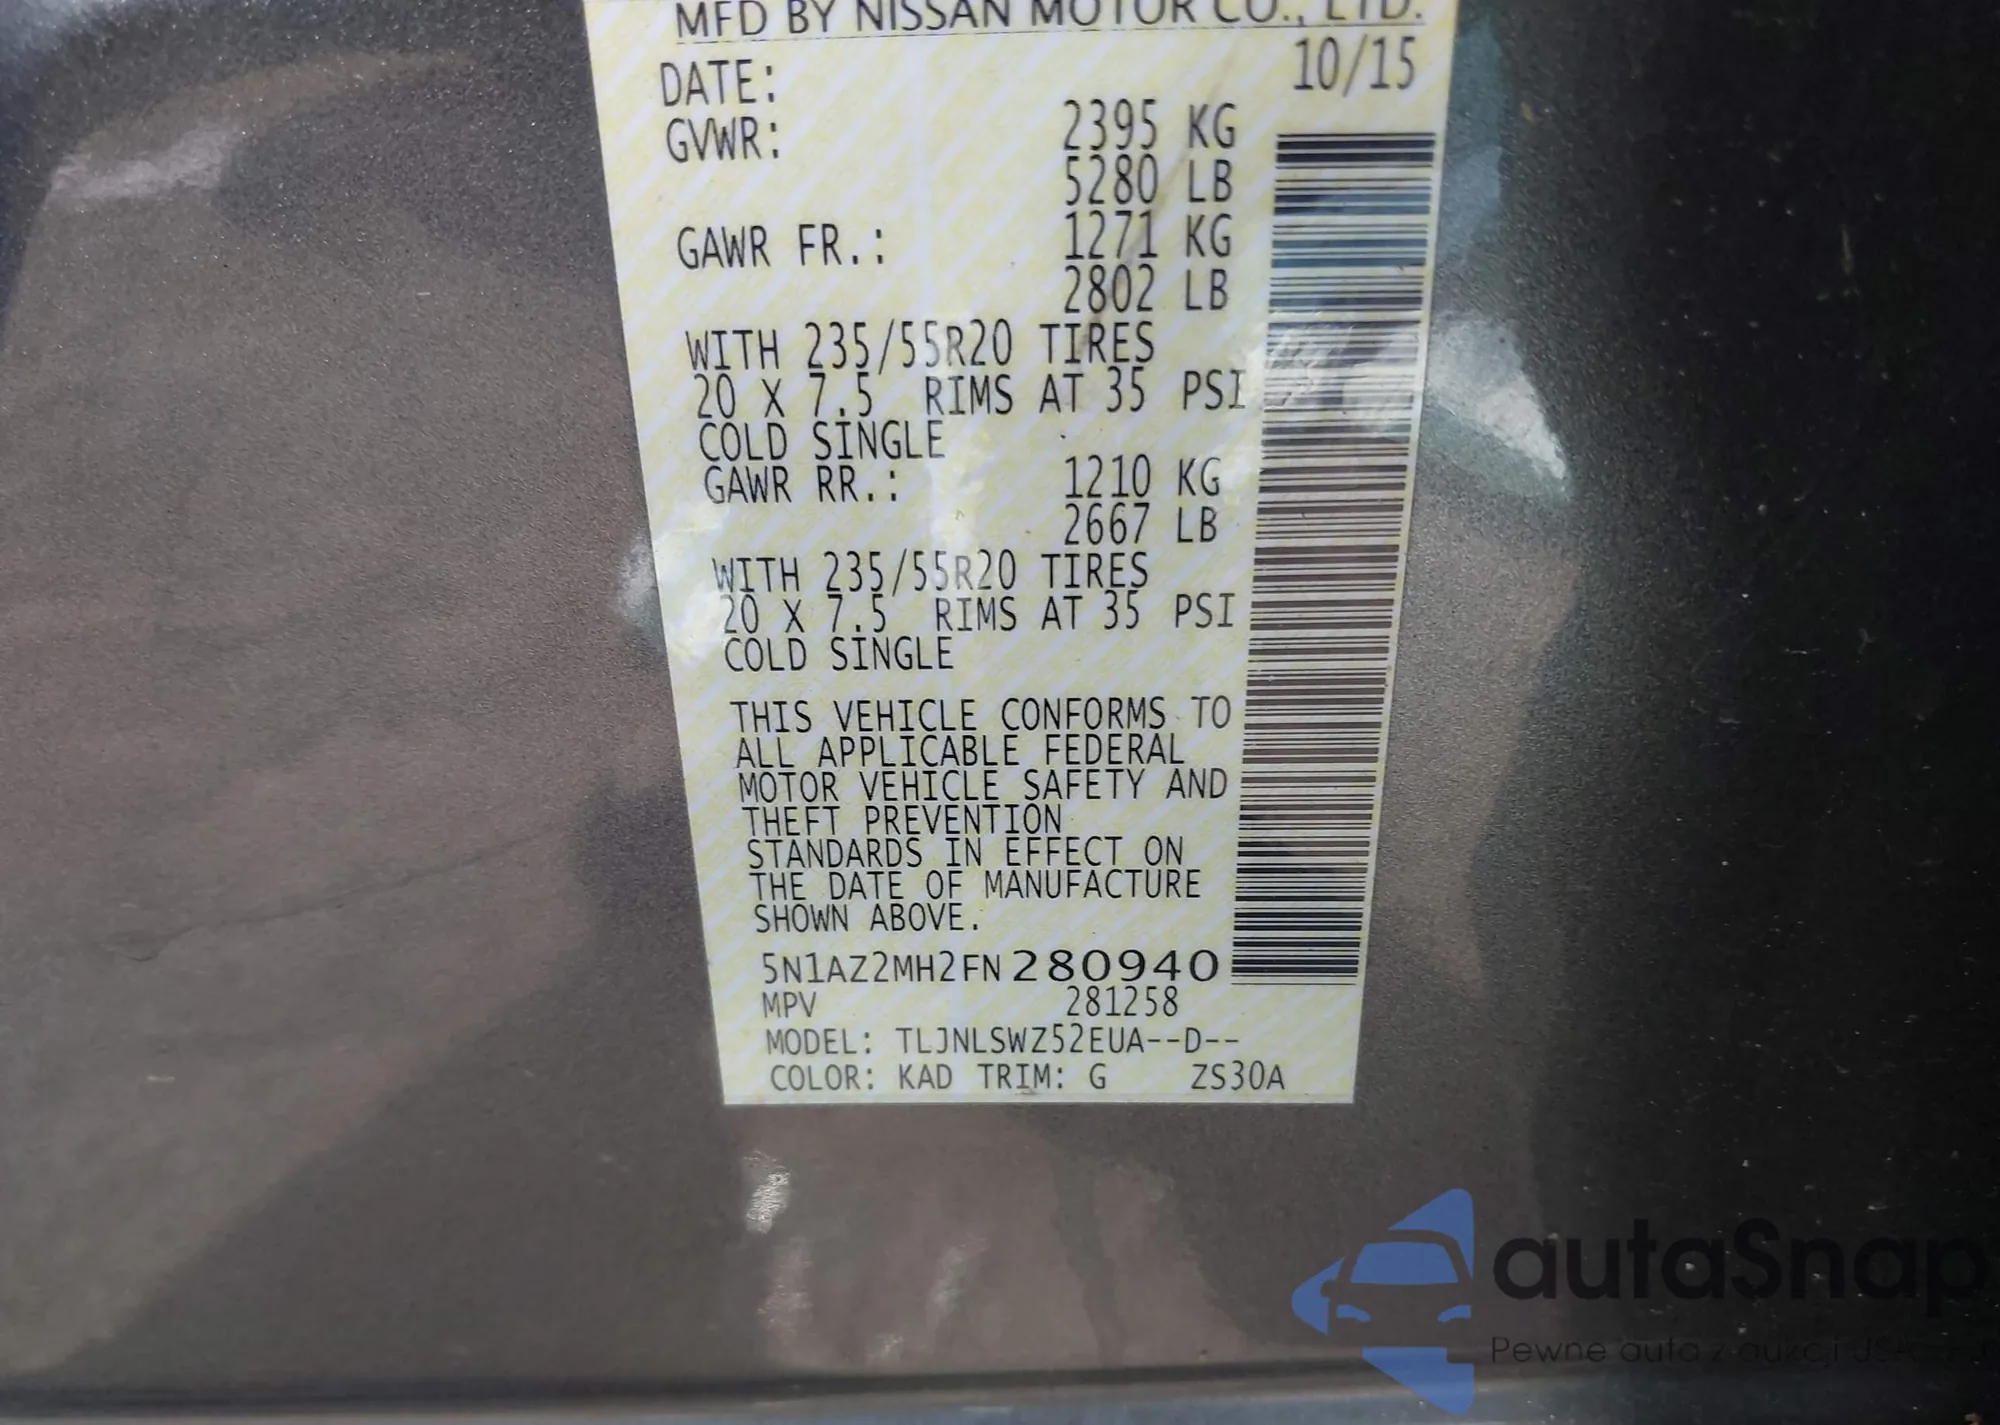 MFD BY NISSAN MOTOR CO., LTD.
DATE: 10/15
GVWR: 2395 KG
5280 LB
GAWR FR.: 1271 KG
2802 LB
WITH 235/55R20 TIRES
20 X 7.5 RIMS AT 35 PSI
COLD SINGLE
GAWR RR.: 1210 KG
2667 LB
WITH 235/55R20 TIRES
20 X 7.5 RIMS AT 35 PSI
COLD SINGLE
THIS VEHICLE CONFORMS TO
ALL APPLICABLE FEDERAL
MOTOR VEHICLE SAFETY AND
THEFT PREVENTION
STANDARDS IN EFFECT ON
THE DATE OF MANUFACTURE
SHOWN ABOVE.
5N1AZ2MH2FN280940
MPV 281258
MODEL: TLJNLSWZ52EUA--D--
COLOR: KAD TRIM: G ZS30A
autaSnap
Pewne auta z aukcji